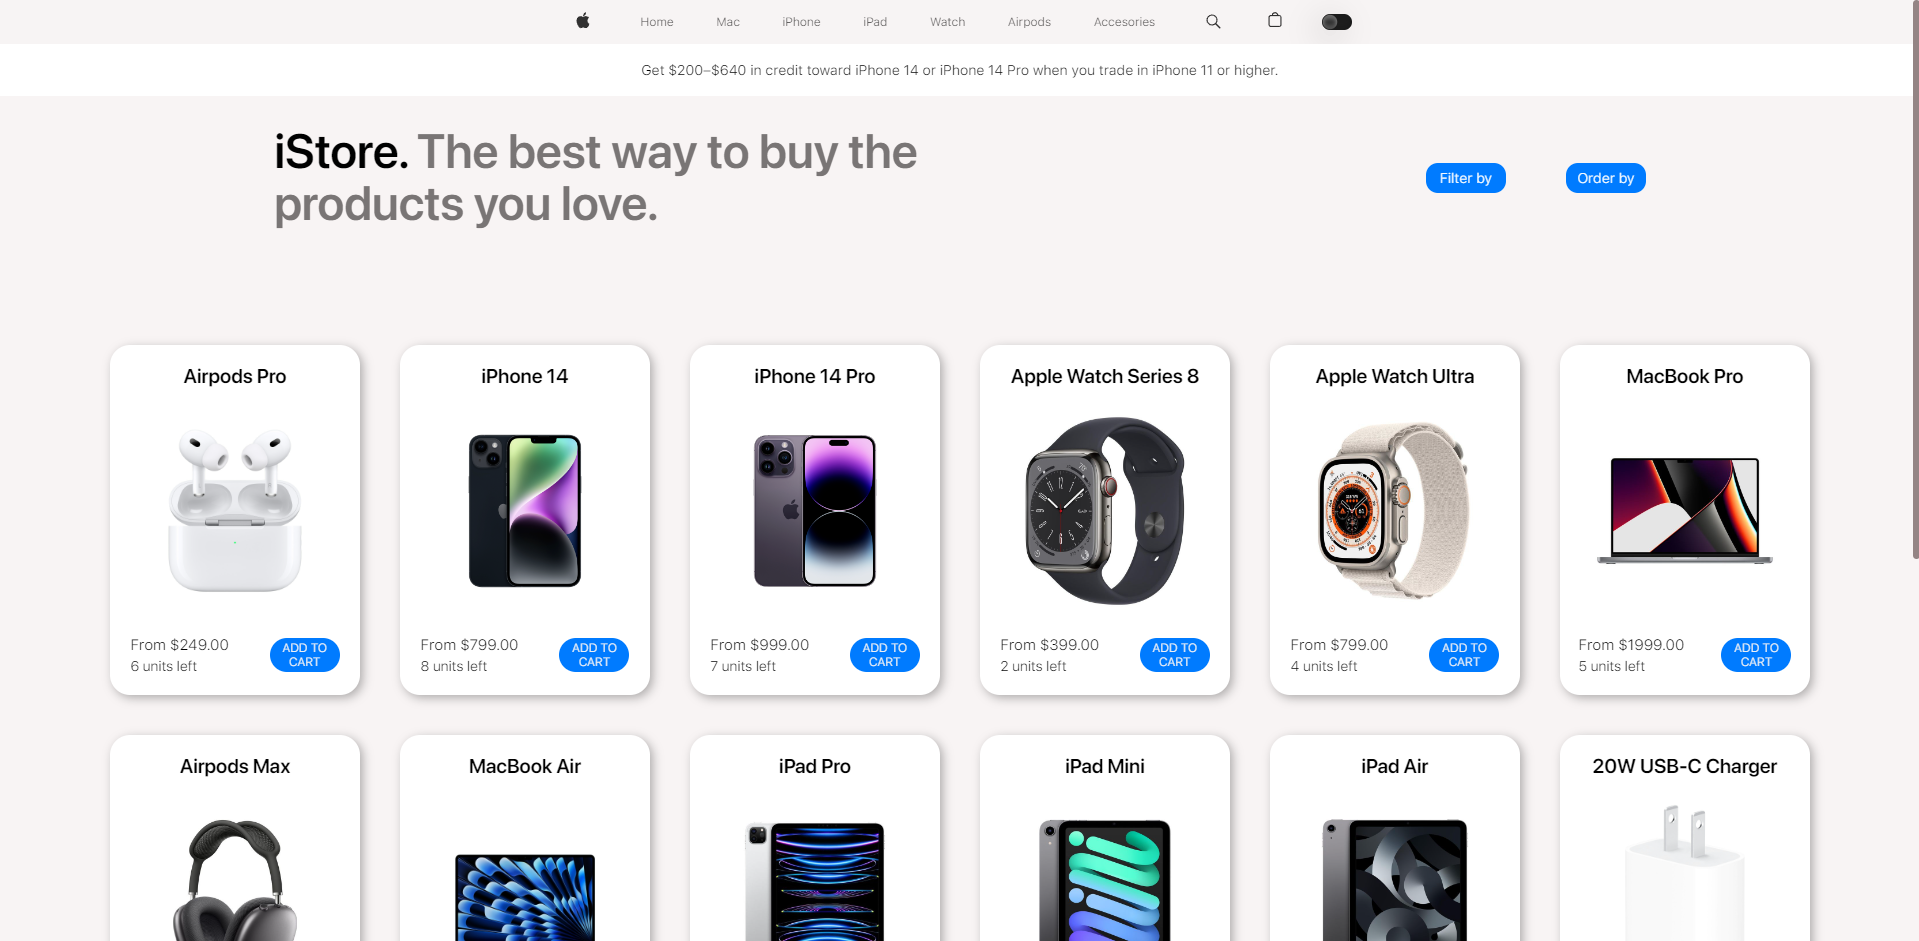 Home Mac iPhone iPad Watch Airpods Accesories
Get $200–$640 in credit toward iPhone 14 or iPhone 14 Pro when you trade in iPhone 11 or higher.
iStore. The best way to buy the
products you love.
Filter by
Order by
Airpods Pro
From $249.00
6 units left
ADD TO
CART
iPhone 14
From $799.00
8 units left
ADD TO
CART
iPhone 14 Pro
From $999.00
7 units left
ADD TO
CART
Apple Watch Series 8
From $399.00
2 units left
ADD TO
CART
Apple Watch Ultra
From $799.00
4 units left
ADD TO
CART
MacBook Pro
From $1999.00
5 units left
ADD TO
CART
Airpods Max
MacBook Air
iPad Pro
iPad Mini
iPad Air
20W USB-C Charger